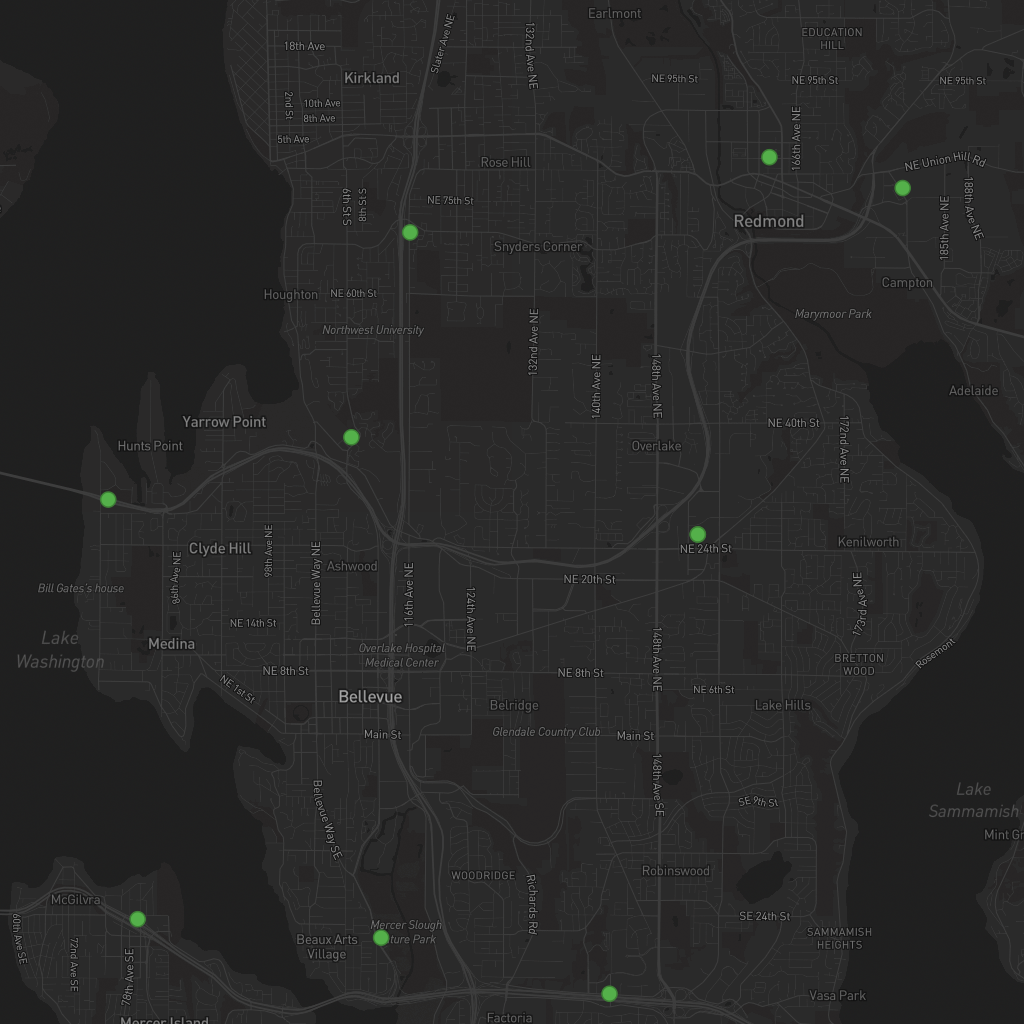 Earlmont
EDUCATION
HILL
Slater Ave NE
132nd Ave NE
18th Ave
Kirkland
NE 95th St
NE 95th St
NE 95th St
2nd St
10th Ave
8th Ave
5th Ave
166th Ave NE
Rose Hill
NE Union Hill Rd
6th St S
8th St S
NE 75th St
188th Ave NE
185th Ave NE
Redmond
Snyders Corner
Houghton
NE 60th St
Campton
Northwest University
Marymoor Park
132nd Ave NE
140th Ave NE
148th Ave NE
Adelaide
Yarrow Point
NE 40th St
172nd Ave NE
Hunts Point
Overlake
Clyde Hill
98th Ave NE
NE 24th St
Kenilworth
86th Ave NE
Bellevue Way NE
Ashwood
116th Ave NE
NE 20th St
Bill Gates's house
124th Ave NE
173rd Ave NE
NE 14th St
Lake
Washington
Medina
Overlake Hospital
Medical Center
148th Ave NE
Rosemont
BRETTON
WOOD
NE 8th St
NE 8th St
NE 1st St
NE 6th St
Bellevue
Belridge
Lake Hills
Main St
Glendale Country Club
Main St
148th Ave SE
Bellevue Way SE
SE 9th St
Lake
Sammamish
Mint Gr
Robinswood
WOODRIDGE
Richards Rd
McGilvra
60th Ave SE
72nd Ave SE
78th Ave SE
SE 24th St
Mercer Slough
ture Park
Beaux Arts
Village
SAMMAMISH
HEIGHTS
Vasa Park
Factoria
Mercer Island